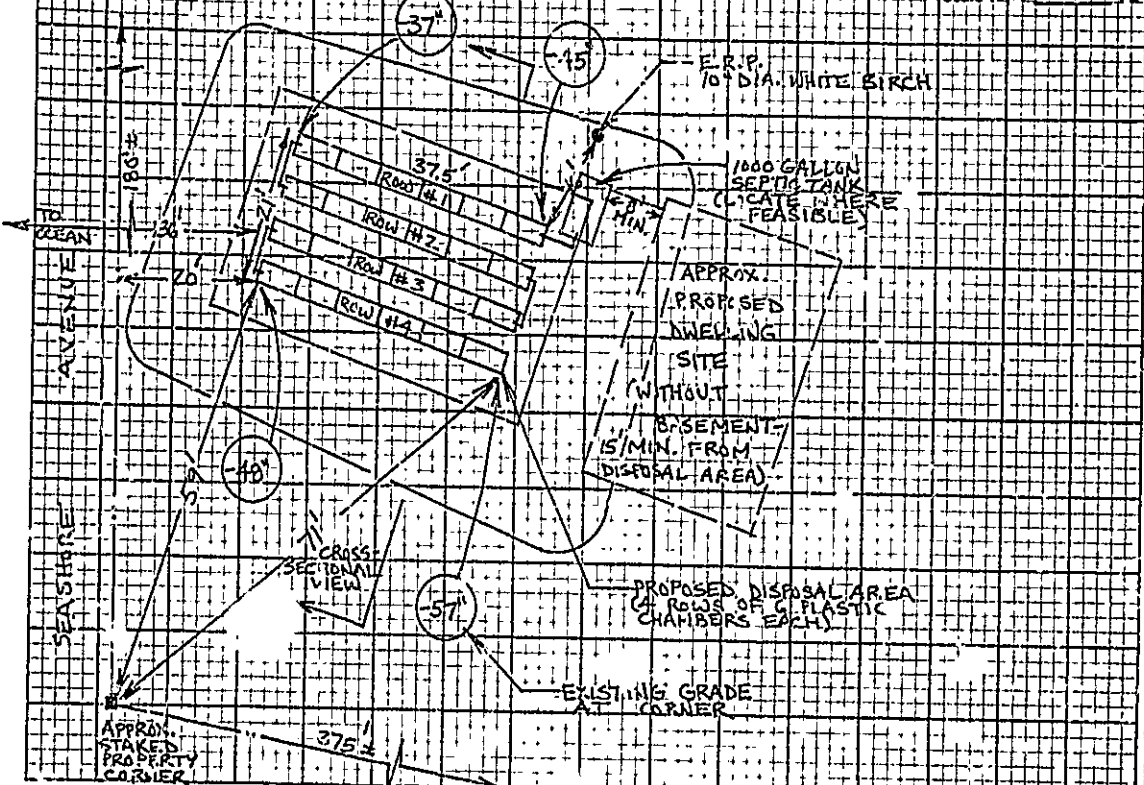 -37"
-45"
E.R.P.
10" DIA. WHITE BIRCH
180'±
37.5'
ROW #1
1000 GALLON
SEPTIC TANK
(LOCATE WHERE
FEASIBLE)
8'
MIN.
TO
OCEAN
36'
ROW #2
ROW #3
20'
ROW #4
APPROX.
PROPOSED
DWELLING
SITE
(WITHOUT
BASEMENT-
15' MIN. FROM
DISPOSAL AREA)
SEASHORE AVENUE
-48"
59'
71'
CROSS-
SECTIONAL
VIEW
-57"
PROPOSED DISPOSAL AREA
(4 ROWS OF 6 PLASTIC
CHAMBERS EACH)
EXISTING GRADE
AT CORNER
APPROX.
STAKED
PROPERTY
CORNER
375'±